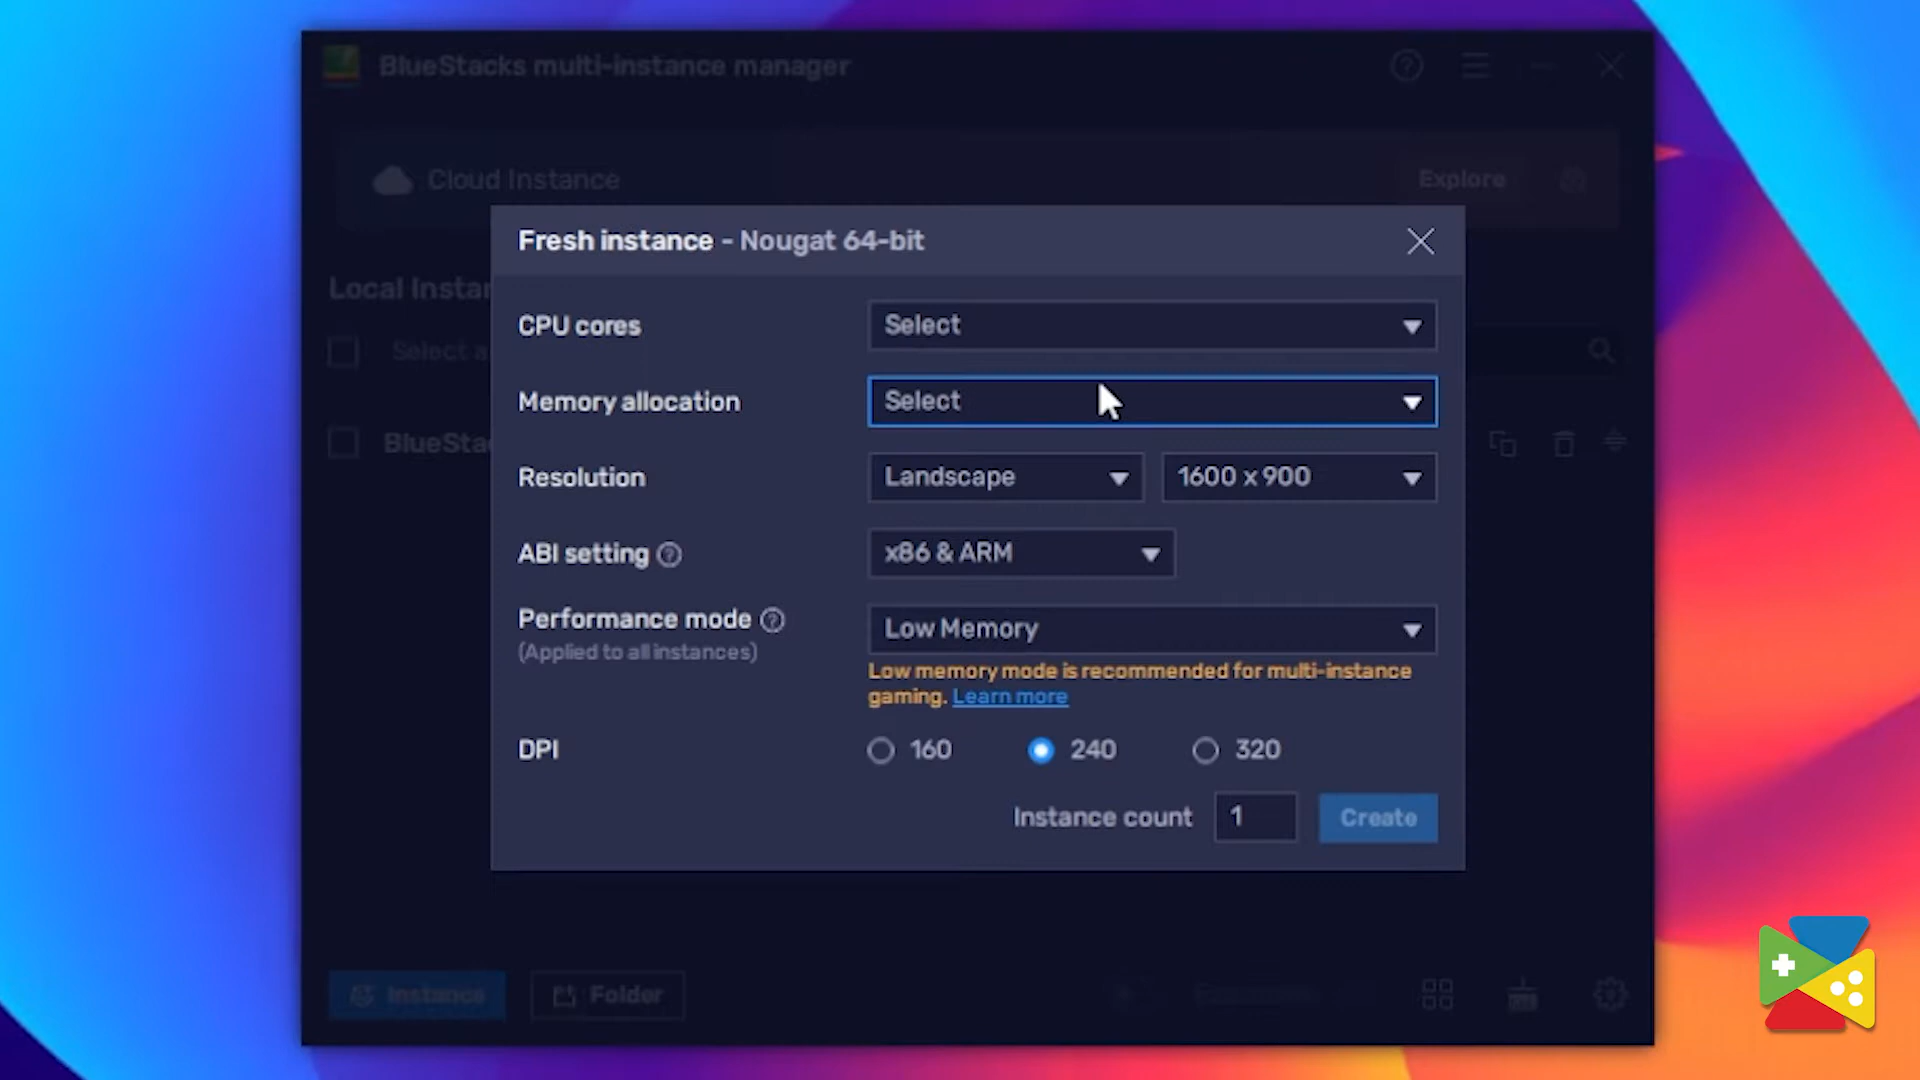 BlueStacks multi-instance manager
Cloud Instance
Explore
Fresh instance - Nougat 64-bit
Local Instan
CPU cores
Select
Select a
Memory allocation
Select
BlueStac
Resolution
Landscape
1600 x 900
ABI setting
x86 & ARM
Performance mode
(Applied to all instances)
Low Memory
Low memory mode is recommended for multi-instance
gaming. Learn more
DPI
160
240
320
Instance count
1
Create
Instance
Folder